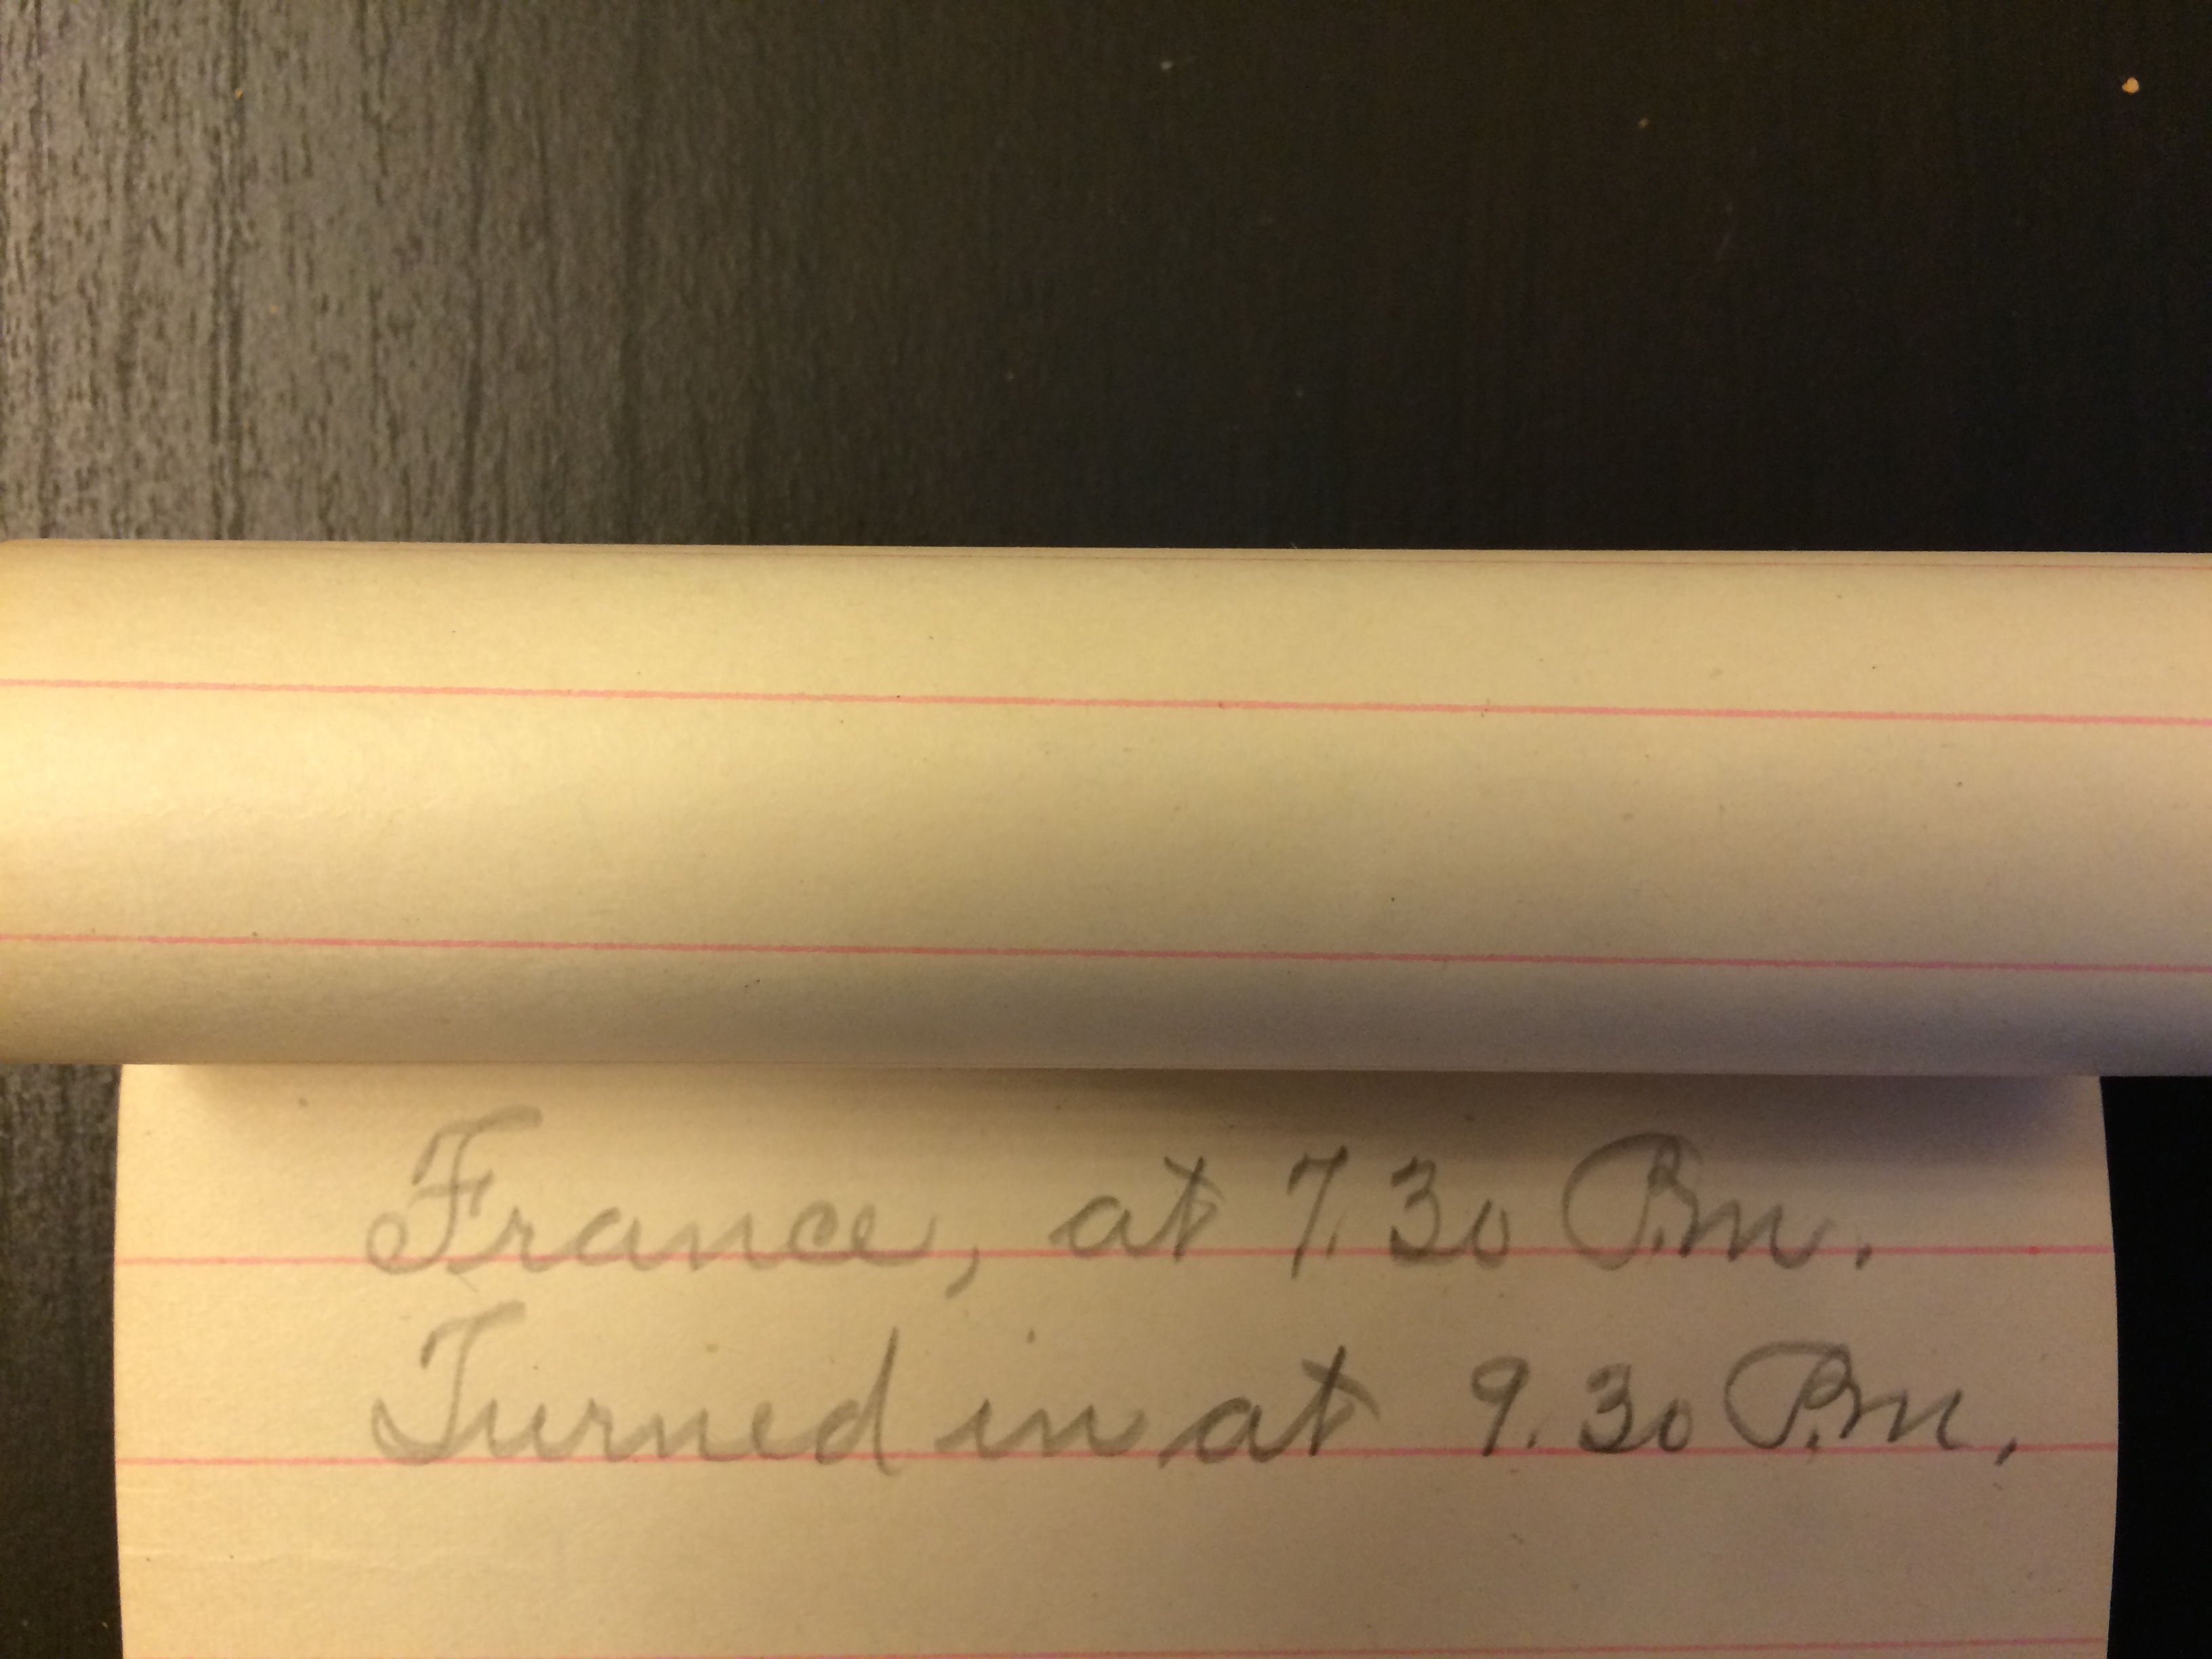 France, at 7.30 P.m.
Turned in at 9.30 P.m.